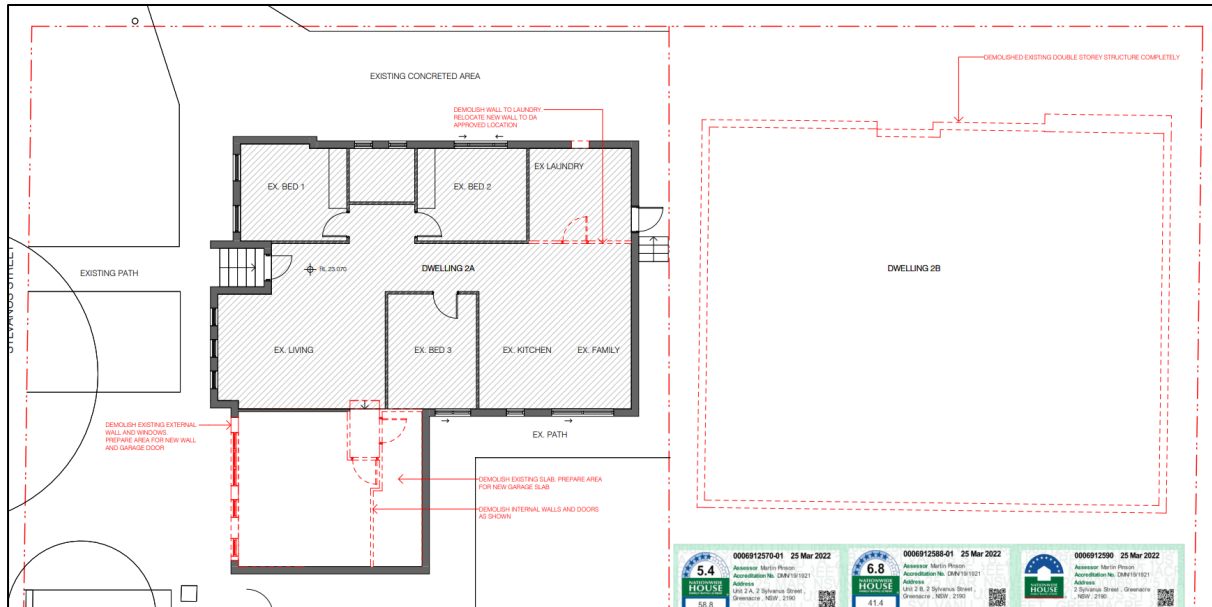 DEMOLISHED EXISTING DOUBLE STOREY STRUCTURE COMPLETELY
EXISTING CONCRETED AREA
DEMOLISH WALL TO LAUNDRY.
RELOCATE NEW WALL TO DA
APPROVED LOCATION
EX LAUNDRY
EX. BED 1
EX. BED 2
EXISTING PATH
RL 23 070
DWELLING 2A
DWELLING 2B
EX. LIVING
EX. BED 3
EX. KITCHEN
EX. FAMILY
DEMOLISH EXISTING EXTERNAL
WALL AND WINDOWS.
PREPARE AREA FOR NEW WALL
AND GARAGE DOOR
EX. PATH
DEMOLISH EXISTING SLAB. PREPARE AREA
FOR NEW GARAGE SLAB
DEMOLISH INTERNAL WALLS AND DOORS
AS SHOWN
5.4
NATIONWIDE
HOUSE
58.8
0006912570-01 25 Mar 2022
Assessor Martin Pinson
Accreditation No. DMN/19/1921
Address
Unit 2 A, 2 Sylvanus Street ,
Greenacre , NSW , 2190
6.8
NATIONWIDE
HOUSE
41.4
0006912588-01 25 Mar 2022
Assessor Martin Pinson
Accreditation No. DMN/19/1921
Address
Unit 2 B, 2 Sylvanus Street ,
Greenacre , NSW , 2190
NATIONWIDE
HOUSE
0006912590 25 Mar 2022
Assessor Martin Pinson
Accreditation No. DMN/19/1921
Address
2 Sylvanus Street ,
Greenacre , NSW , 2190